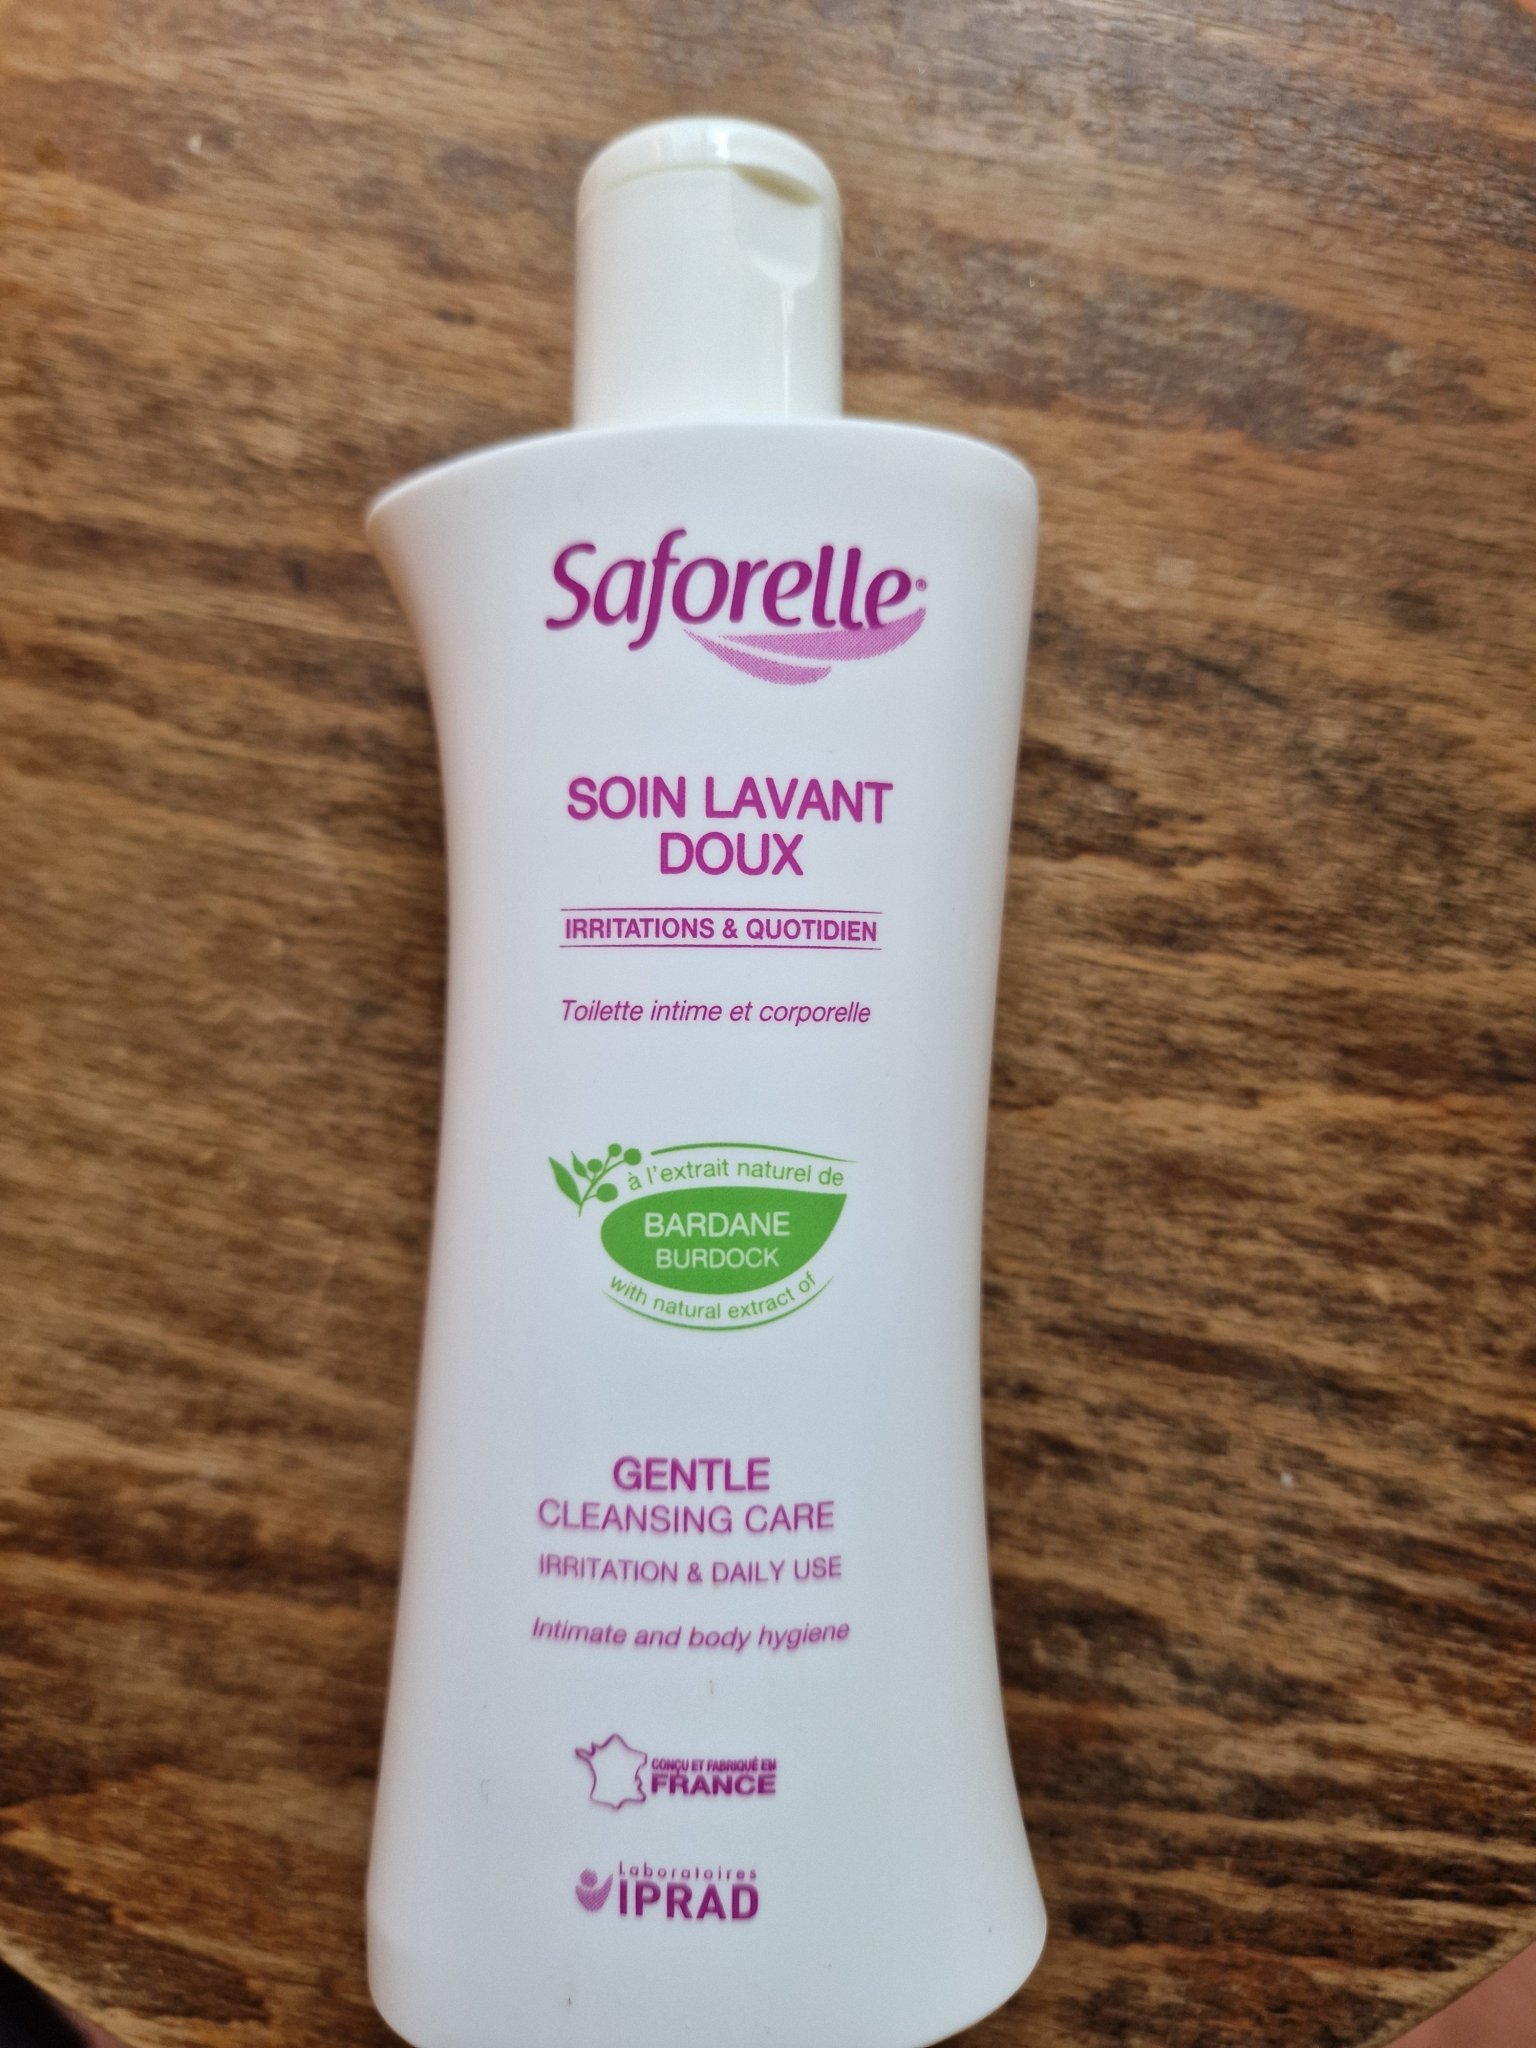 Saforelle®
SOIN LAVANT
DOUX
IRRITATIONS & QUOTIDIEN
Toilette intime et corporelle
à l'extrait naturel de
BARDANE
BURDOCK
with natural extract of
GENTLE
CLEANSING CARE
IRRITATION & DAILY USE
Intimate and body hygiene
CONÇU ET FABRIQUÉ EN
FRANCE
Laboratoires
IPRAD